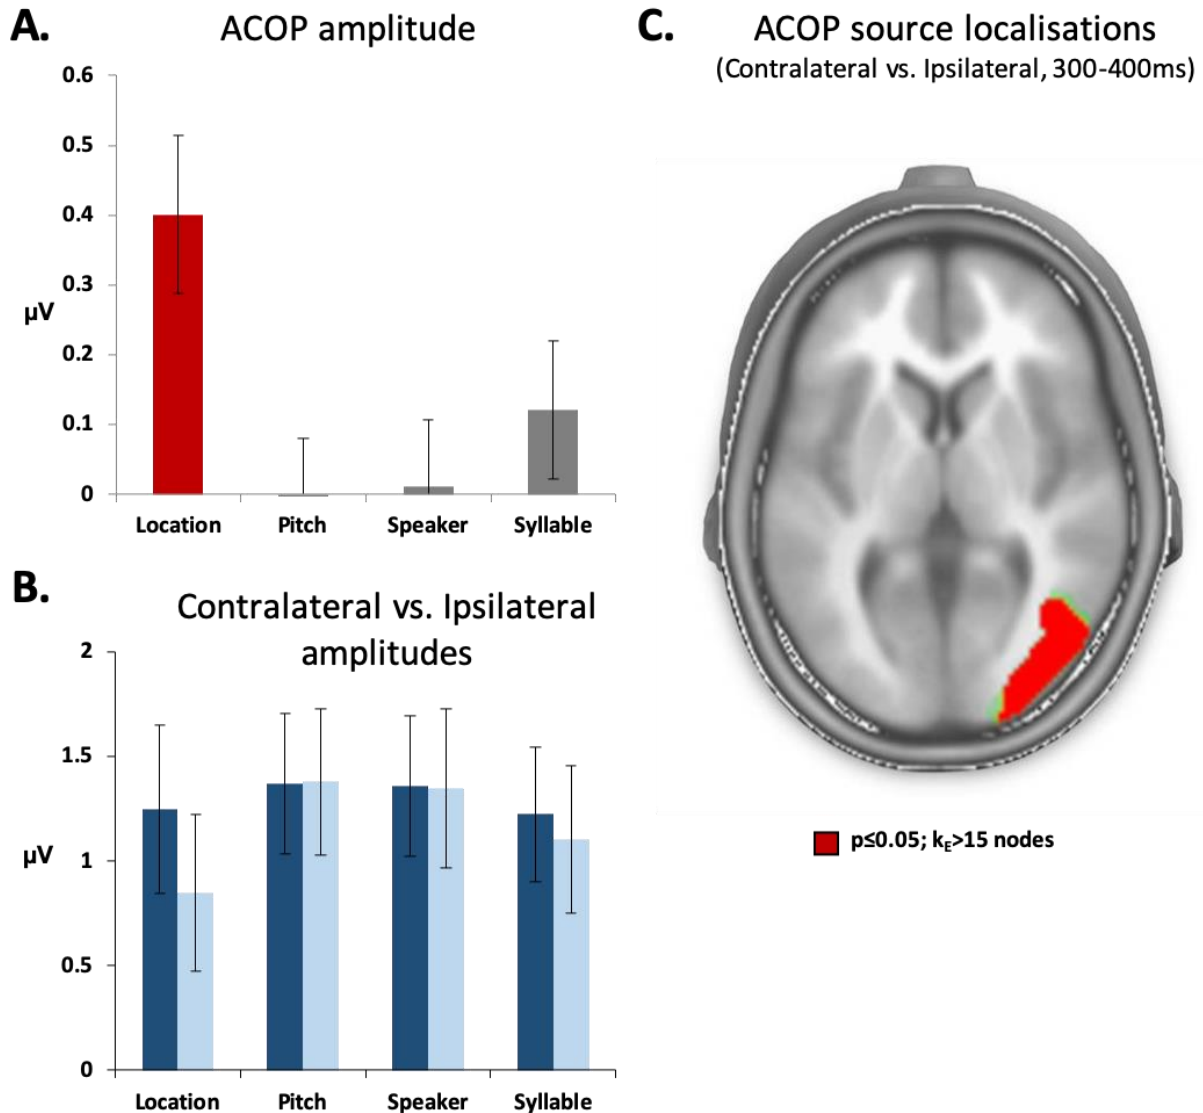 A.
ACOP amplitude
0.6
0.5
0.4
0.3
µV
0.2
0.1
0
Location Pitch Speaker Syllable
B.
Contralateral vs. Ipsilateral
amplitudes
2
1.5
µV
1
0.5
0
Location Pitch Speaker Syllable
C.
ACOP source localisations
(Contralateral vs. Ipsilateral, 300-400ms)
p≤0.05; kE>15 nodes